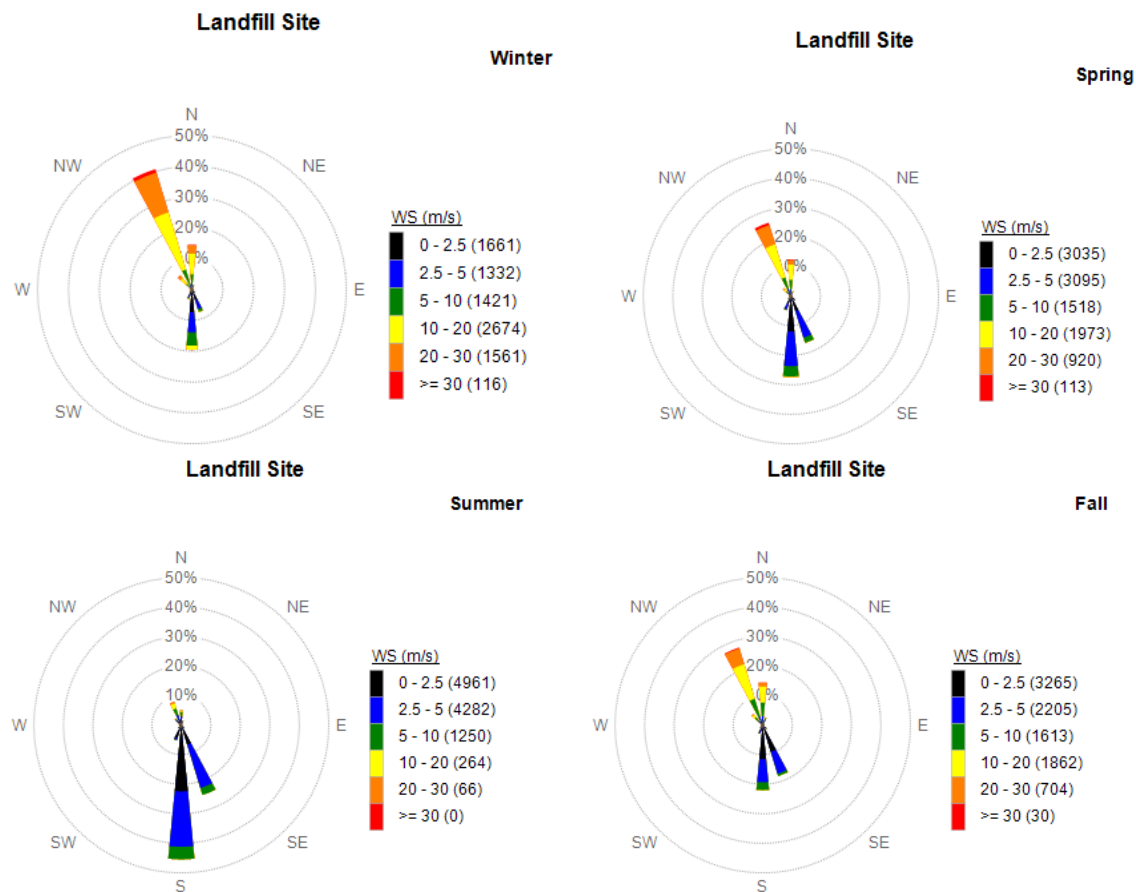 Landfill Site
Winter
N
NW
NE
50%
40%
30%
20%
0%
W
E
SW
SE
WS (m/s)
0 - 2.5 (1661)
2.5 - 5 (1332)
5 - 10 (1421)
10 - 20 (2674)
20 - 30 (1561)
>= 30 (116)
Landfill Site
Spring
N
NW
NE
50%
40%
30%
20%
0%
W
E
SW
SE
WS (m/s)
0 - 2.5 (3035)
2.5 - 5 (3095)
5 - 10 (1518)
10 - 20 (1973)
20 - 30 (920)
>= 30 (113)
Landfill Site
Summer
N
NW
NE
50%
40%
30%
20%
10%
W
E
SW
SE
S
WS (m/s)
0 - 2.5 (4961)
2.5 - 5 (4282)
5 - 10 (1250)
10 - 20 (264)
20 - 30 (66)
>= 30 (0)
Landfill Site
Fall
N
NW
NE
50%
40%
30%
20%
10%
W
E
SW
SE
S
WS (m/s)
0 - 2.5 (3265)
2.5 - 5 (2205)
5 - 10 (1613)
10 - 20 (1862)
20 - 30 (704)
>= 30 (30)